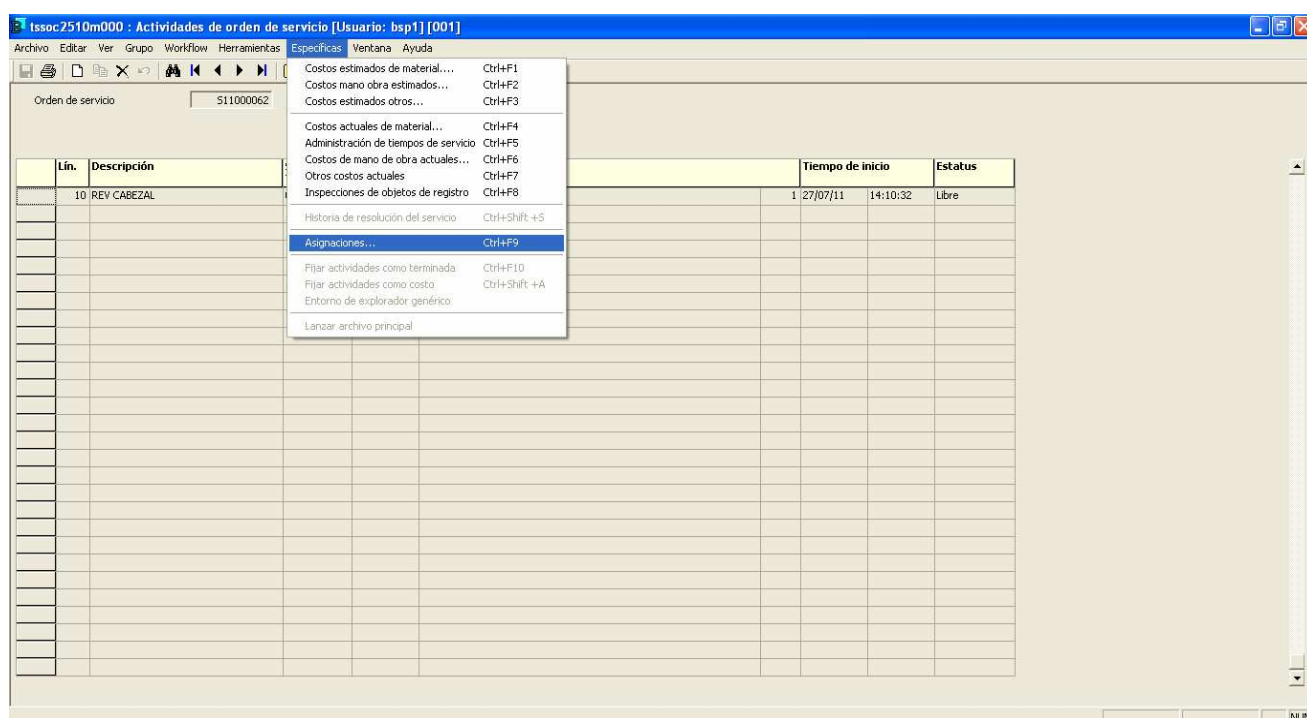 tssoc2510m000 : Actividades de orden de servicio [Usuario: bsp1] [001]
Archivo Editar Ver Grupo Workflow Herramientas Específicas Ventana Ayuda
Orden de servicio S11000062
Costos estimados de material.... Ctrl+F1
Costos mano obra estimados... Ctrl+F2
Costos estimados otros... Ctrl+F3
Costos actuales de material... Ctrl+F4
Administración de tiempos de servicio Ctrl+F5
Costos de mano de obra actuales... Ctrl+F6
Otros costos actuales Ctrl+F7
Inspecciones de objetos de registro Ctrl+F8
Historia de resolución del servicio Ctrl+Shift +S
Asignaciones... Ctrl+F9
Fijar actividades como terminada Ctrl+F10
Fijar actividades como costo Ctrl+Shift +A
Entorno de explorador genérico
Lanzar archivo principal
Lín. Descripción Tiempo de inicio Estatus
10 REV CABEZAL 1 27/07/11 14:10:32 Libre